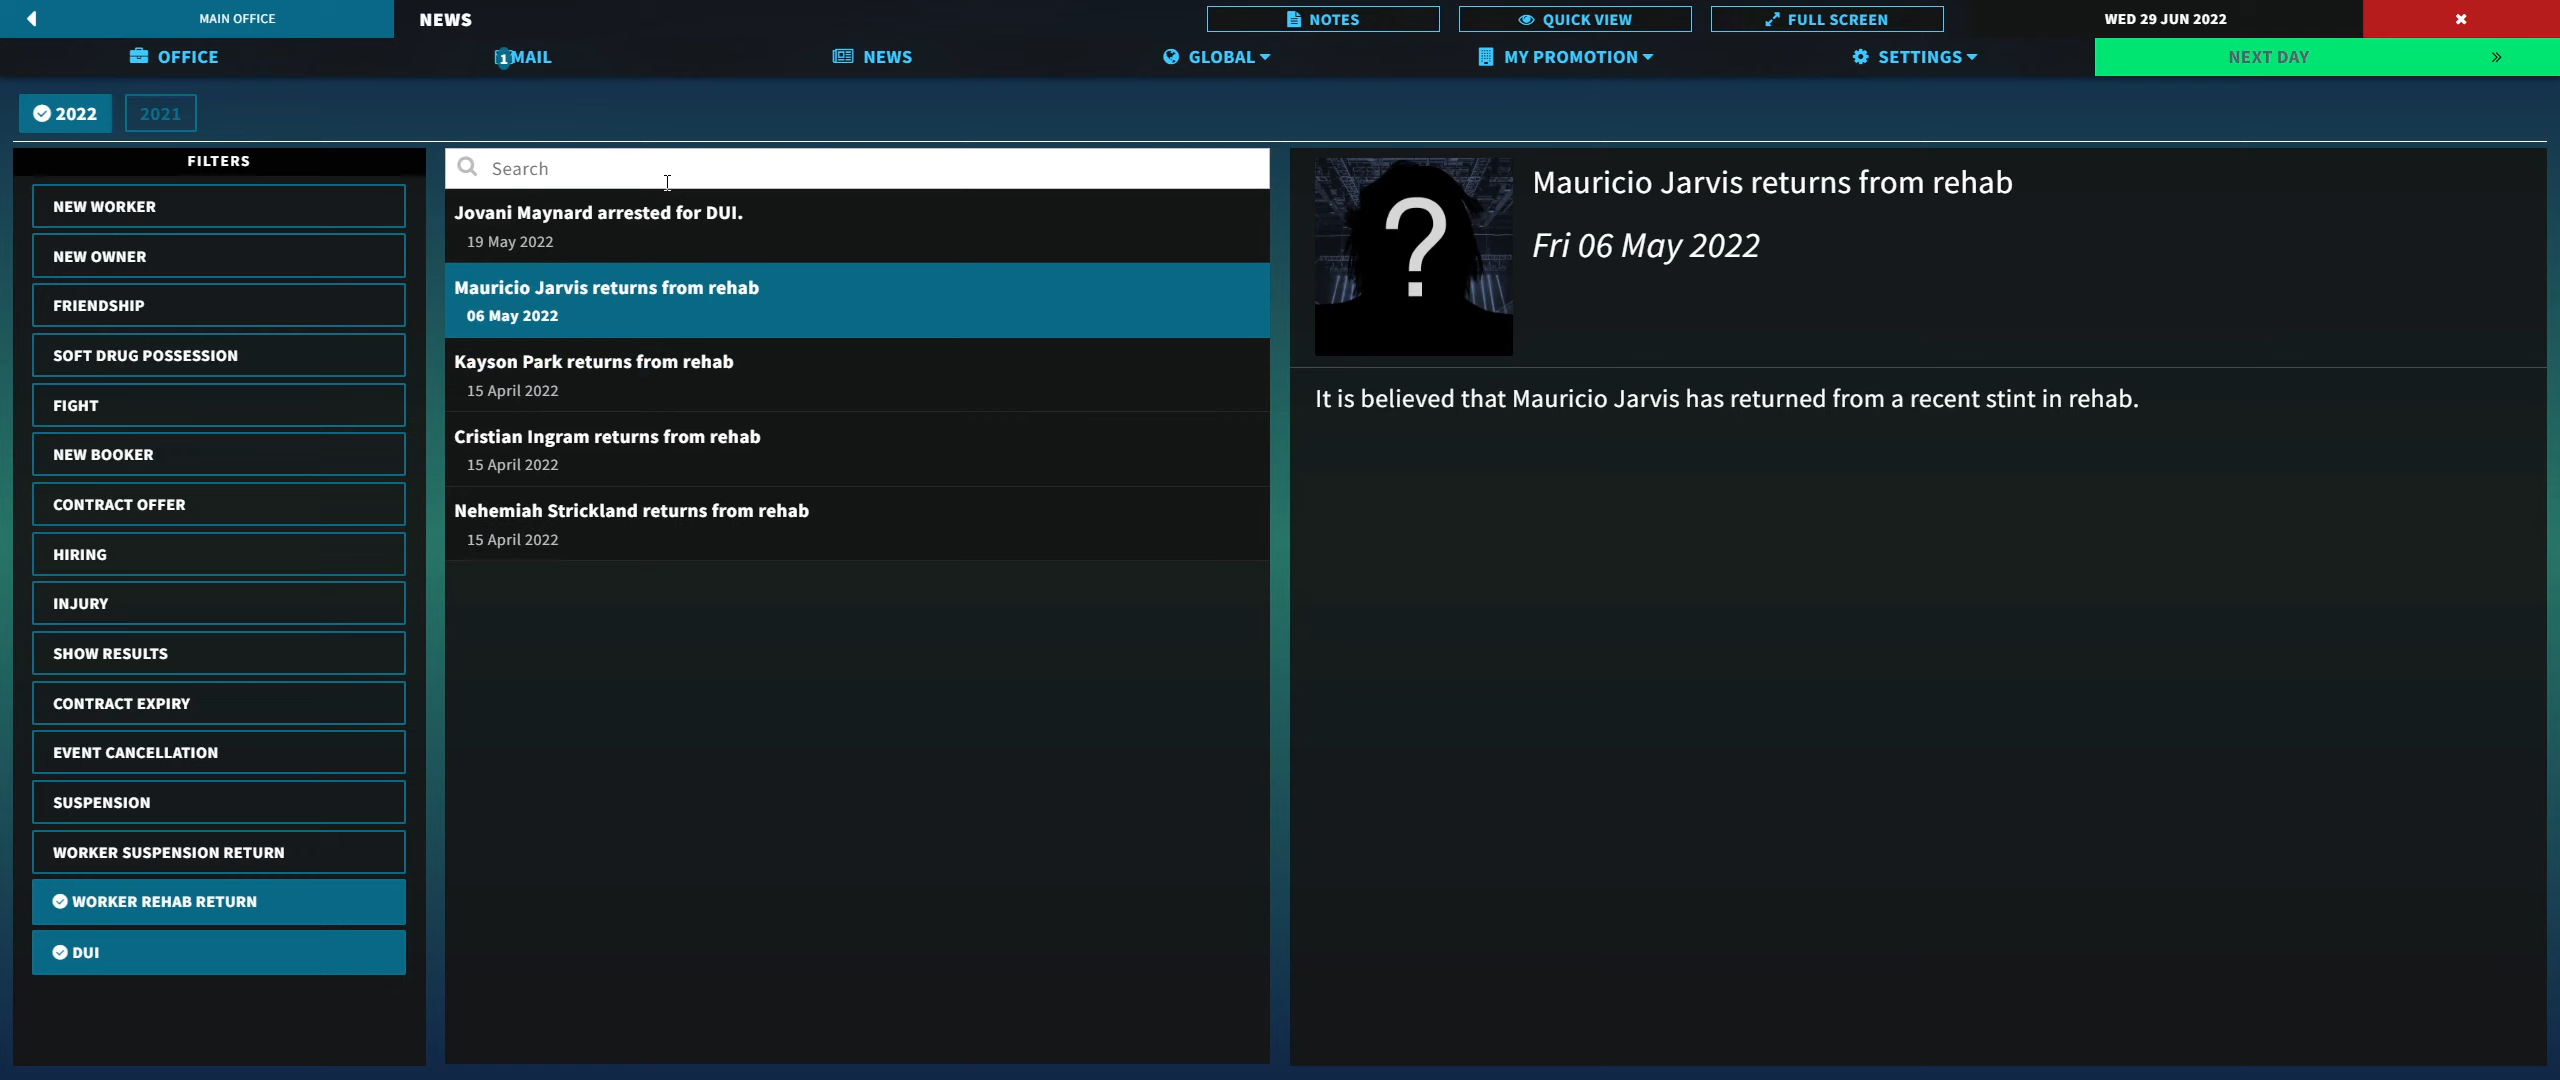 MAIN OFFICE
NEWS
NOTES
QUICK VIEW
FULL SCREEN
WED 29 JUN 2022
OFFICE
1
MAIL
NEWS
GLOBAL
MY PROMOTION
SETTINGS
NEXT DAY
2022
2021
FILTERS
NEW WORKER
NEW OWNER
FRIENDSHIP
SOFT DRUG POSSESSION
FIGHT
NEW BOOKER
CONTRACT OFFER
HIRING
INJURY
SHOW RESULTS
CONTRACT EXPIRY
EVENT CANCELLATION
SUSPENSION
WORKER SUSPENSION RETURN
WORKER REHAB RETURN
DUI
Search
Jovani Maynard arrested for DUI.
19 May 2022
Mauricio Jarvis returns from rehab
06 May 2022
Kayson Park returns from rehab
15 April 2022
Cristian Ingram returns from rehab
15 April 2022
Nehemiah Strickland returns from rehab
15 April 2022
?
Mauricio Jarvis returns from rehab
Fri 06 May 2022
It is believed that Mauricio Jarvis has returned from a recent stint in rehab.